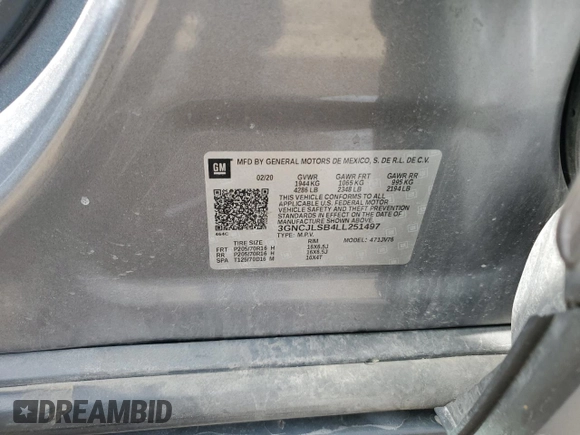 GM
MFD BY GENERAL MOTORS DE MEXICO, S. DE R.L. DE C.V.
02/20 GVWR GAWR FRT GAWR RR
1944 KG 1065 KG 995 KG
4286 LB 2348 LB 2194 LB
THIS VEHICLE CONFORMS TO ALL
APPLICABLE U.S. FEDERAL MOTOR
VEHICLE SAFETY AND THEFT PREVENTION
STANDARDS IN EFFECT ON THE DATE OF
MANUFACTURE SHOWN ABOVE.
3GNCJLSB4LL251497
TYPE: M.P.V. MODEL:
TIRE SIZE RIM
FRT P205/70R16 H 16X6.5J
RR P205/70R16 H 16X6.5J
SPA T125/70D16 M 16X4T
DREAMBID